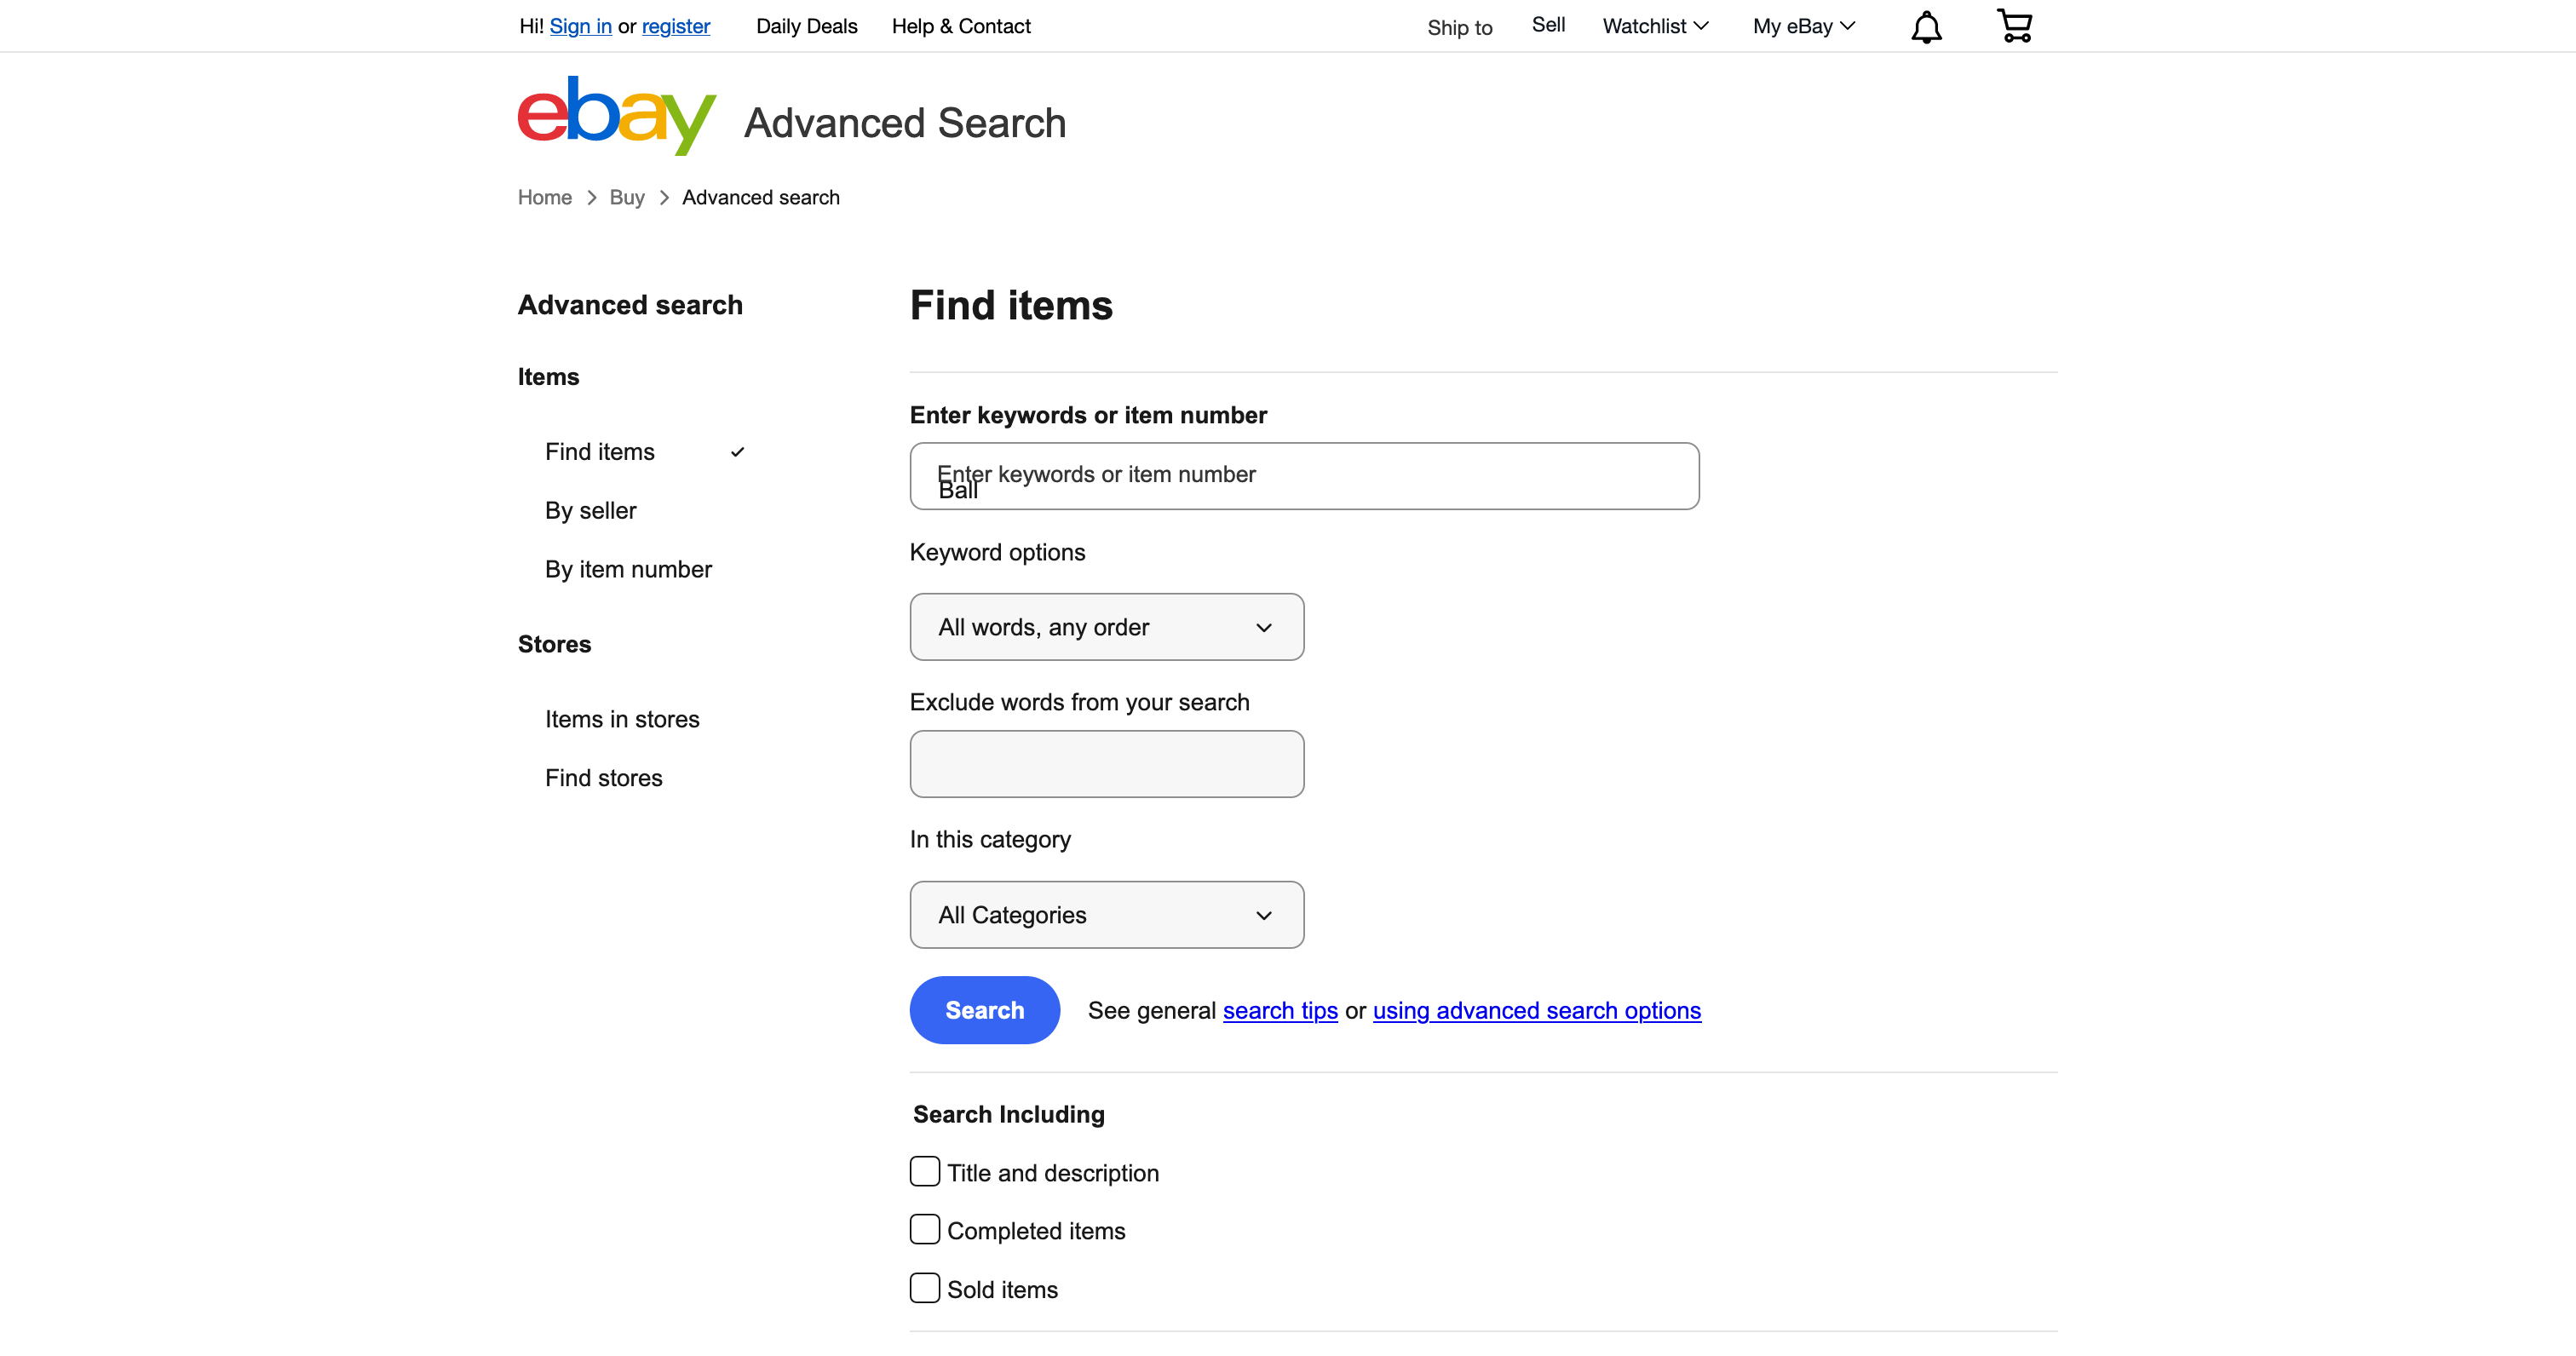 Hi! Sign in or register Daily Deals Help & Contact Ship to Sell Watchlist My eBay
ebay Advanced Search
Home > Buy > Advanced search
Advanced search
Items
Find items
By seller
By item number
Stores
Items in stores
Find stores
Find items
Enter keywords or item number
Enter keywords or item number
Ball
Keyword options
All words, any order
Exclude words from your search
In this category
All Categories
Search See general search tips or using advanced search options
Search Including
Title and description
Completed items
Sold items